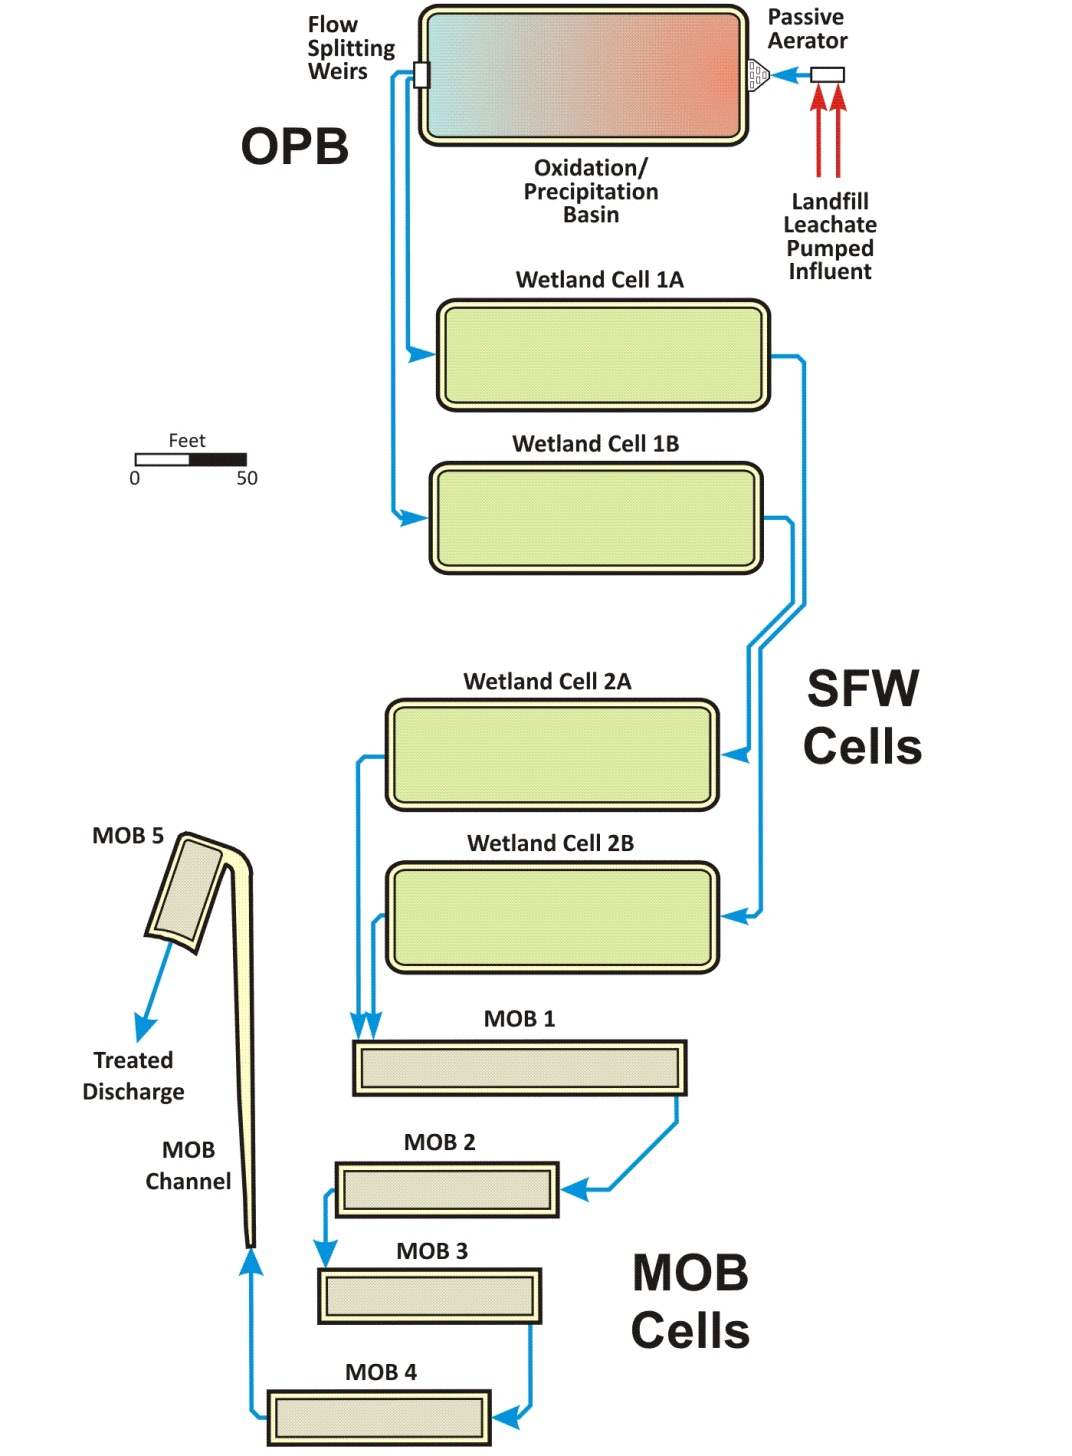 Flow
Splitting
Weirs
Passive
Aerator
OPB
Oxidation/
Precipitation
Basin
Landfill
Leachate
Pumped
Influent
Wetland Cell 1A
Feet
0 50
Wetland Cell 1B
Wetland Cell 2A
SFW
Cells
Wetland Cell 2B
MOB 5
Treated
Discharge
MOB
Channel
MOB 1
MOB 2
MOB 3
MOB
Cells
MOB 4